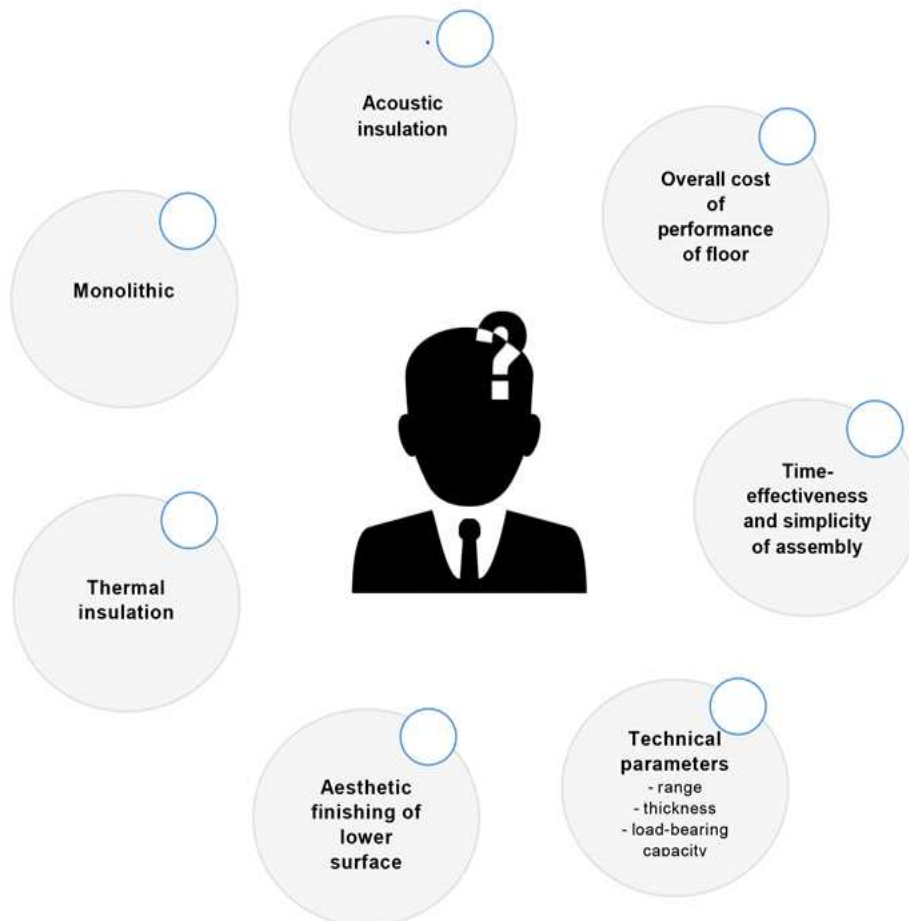 Acoustic
insulation
Overall cost
of
performance
of floor
Monolithic
?
Time-
effectiveness
and simplicity
of assembly
Thermal
insulation
Technical
parameters
- range
- thickness
- load-bearing
capacity
Aesthetic
finishing of
lower
surface